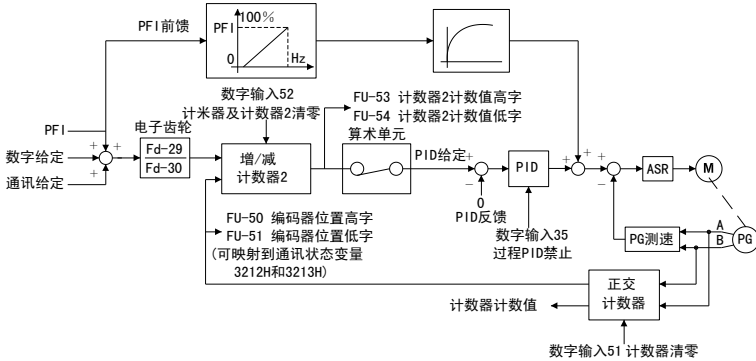 PFI前馈
100%
PFI
0
Hz
数字输入52
计米器及计数器2清零
FU-53 计数器2计数值高字
FU-54 计数器2计数值低字
电子齿轮
算术单元
PFI
数字给定
通讯给定
+
+
+
+
-
Fd-29
Fd-30
增/减
计数器2
PID给定
+
-
0
PID反馈
PID
+
+
+
-
ASR
M
数字输入35
过程PID禁止
PG测速
A
B
PG
FU-50 编码器位置高字
FU-51 编码器位置低字
(可映射到通讯状态变量
3212H和3213H)
正交
计数器
计数器计数值
数字输入51 计数器清零